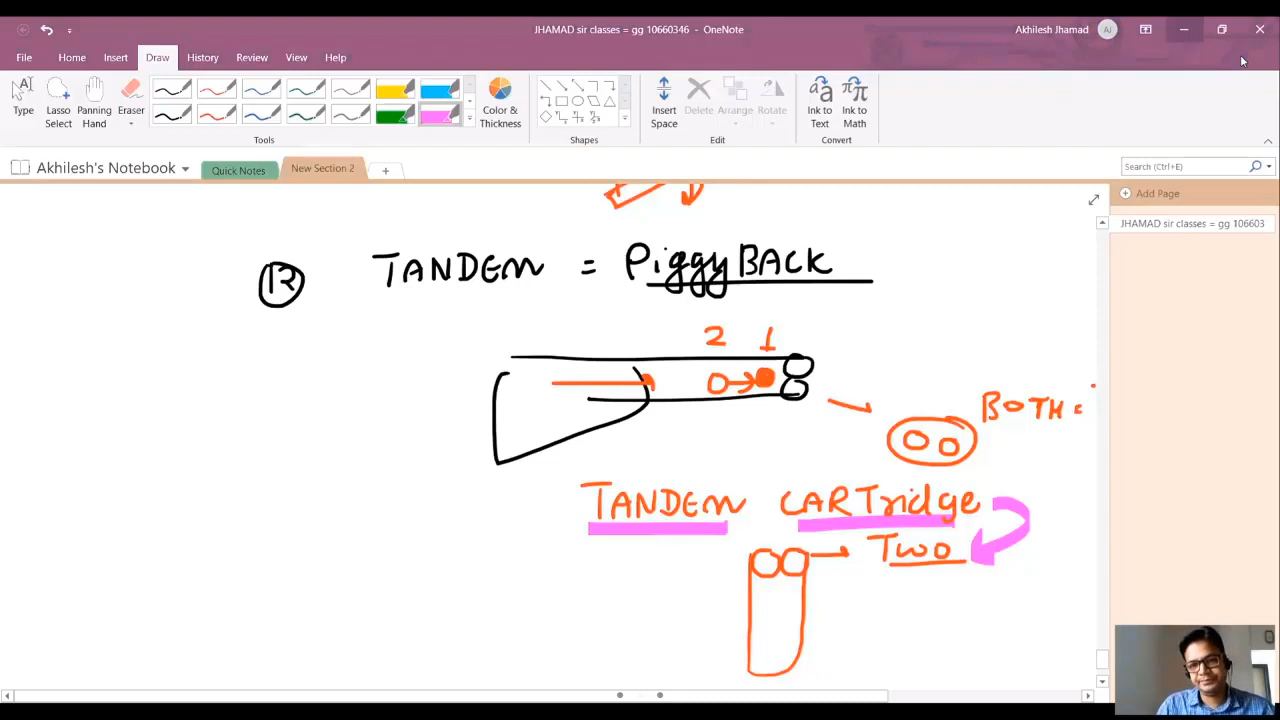 JHAMAD sir classes = gg 10660346 - OneNote
Akhilesh Jhamad
AJ
File Home Insert Draw History Review View Help
Type
Lasso Select
Panning Hand
Eraser
Color & Thickness
Insert Space
Delete
Arrange
Rotate
Ink to Text
Ink to Math
Tools
Shapes
Edit
Convert
Akhilesh's Notebook
Quick Notes
New Section 2
Search (Ctrl+E)
Add Page
JHAMAD sir classes = gg 106603
12 TANDEM = PiggyBACK
2 1
BOTH =
TANDEM CARTridge
Two